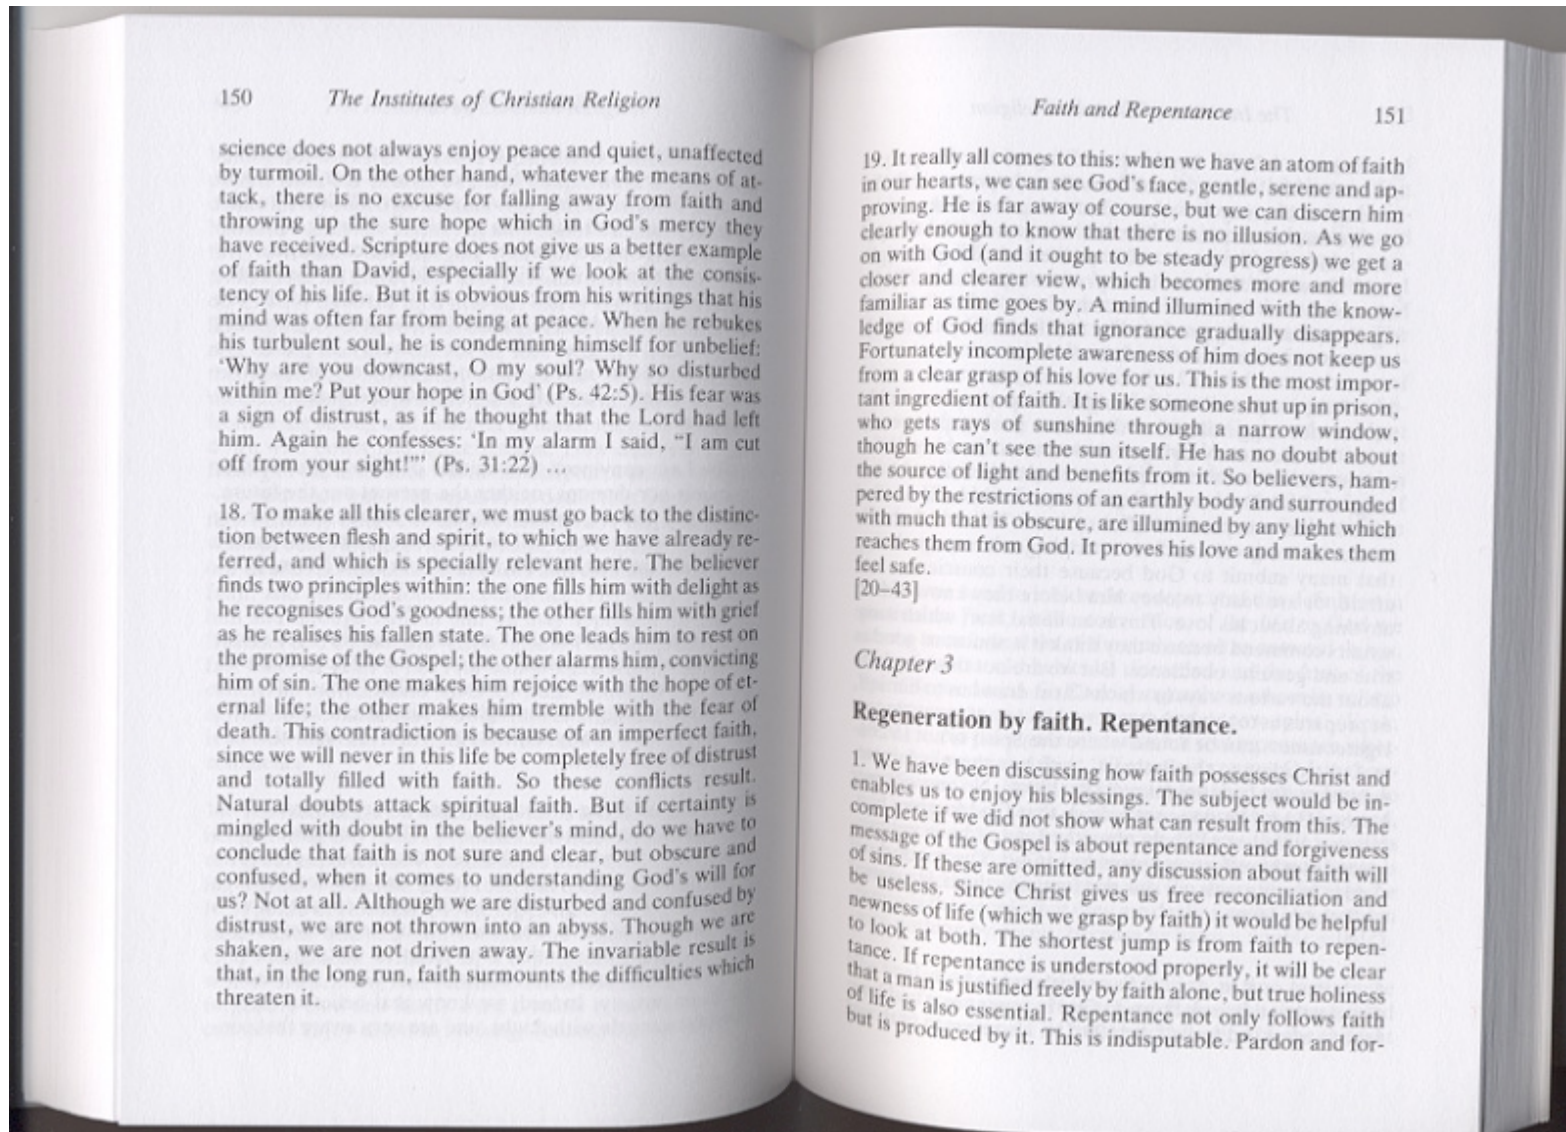 150 The Institutes of Christian Religion
science does not always enjoy peace and quiet, unaffected
by turmoil. On the other hand, whatever the means of at-
tack, there is no excuse for falling away from faith and
throwing up the sure hope which in God's mercy they
have received. Scripture does not give us a better example
of faith than David, especially if we look at the consis-
tency of his life. But it is obvious from his writings that his
mind was often far from being at peace. When he rebukes
his turbulent soul, he is condemning himself for unbelief:
‘Why are you downcast, O my soul? Why so disturbed
within me? Put your hope in God’ (Ps. 42:5). His fear was
a sign of distrust, as if he thought that the Lord had left
him. Again he confesses: ‘In my alarm I said, “I am cut
off from your sight!”’ (Ps. 31:22) ...
18. To make all this clearer, we must go back to the distinc-
tion between flesh and spirit, to which we have already re-
ferred, and which is specially relevant here. The believer
finds two principles within: the one fills him with delight as
he recognises God's goodness; the other fills him with grief
as he realises his fallen state. The one leads him to rest on
the promise of the Gospel; the other alarms him, convicting
him of sin. The one makes him rejoice with the hope of et-
ernal life; the other makes him tremble with the fear of
death. This contradiction is because of an imperfect faith,
since we will never in this life be completely free of distrust
and totally filled with faith. So these conflicts result.
Natural doubts attack spiritual faith. But if certainty is
mingled with doubt in the believer's mind, do we have to
conclude that faith is not sure and clear, but obscure and
confused, when it comes to understanding God's will for
us? Not at all. Although we are disturbed and confused by
distrust, we are not thrown into an abyss. Though we are
shaken, we are not driven away. The invariable result is
that, in the long run, faith surmounts the difficulties which
threaten it.
Faith and Repentance 151
19. It really all comes to this: when we have an atom of faith
in our hearts, we can see God's face, gentle, serene and ap-
proving. He is far away of course, but we can discern him
clearly enough to know that there is no illusion. As we go
on with God (and it ought to be steady progress) we get a
closer and clearer view, which becomes more and more
familiar as time goes by. A mind illumined with the know-
ledge of God finds that ignorance gradually disappears.
Fortunately incomplete awareness of him does not keep us
from a clear grasp of his love for us. This is the most impor-
tant ingredient of faith. It is like someone shut up in prison,
who gets rays of sunshine through a narrow window,
though he can't see the sun itself. He has no doubt about
the source of light and benefits from it. So believers, ham-
pered by the restrictions of an earthly body and surrounded
with much that is obscure, are illumined by any light which
reaches them from God. It proves his love and makes them
feel safe.
[20–43]
Chapter 3
Regeneration by faith. Repentance.
1. We have been discussing how faith possesses Christ and
enables us to enjoy his blessings. The subject would be in-
complete if we did not show what can result from this. The
message of the Gospel is about repentance and forgiveness
of sins. If these are omitted, any discussion about faith will
be useless. Since Christ gives us free reconciliation and
newness of life (which we grasp by faith) it would be helpful
to look at both. The shortest jump is from faith to repen-
tance. If repentance is understood properly, it will be clear
that a man is justified freely by faith alone, but true holiness
of life is also essential. Repentance not only follows faith
but is produced by it. This is indisputable. Pardon and for-